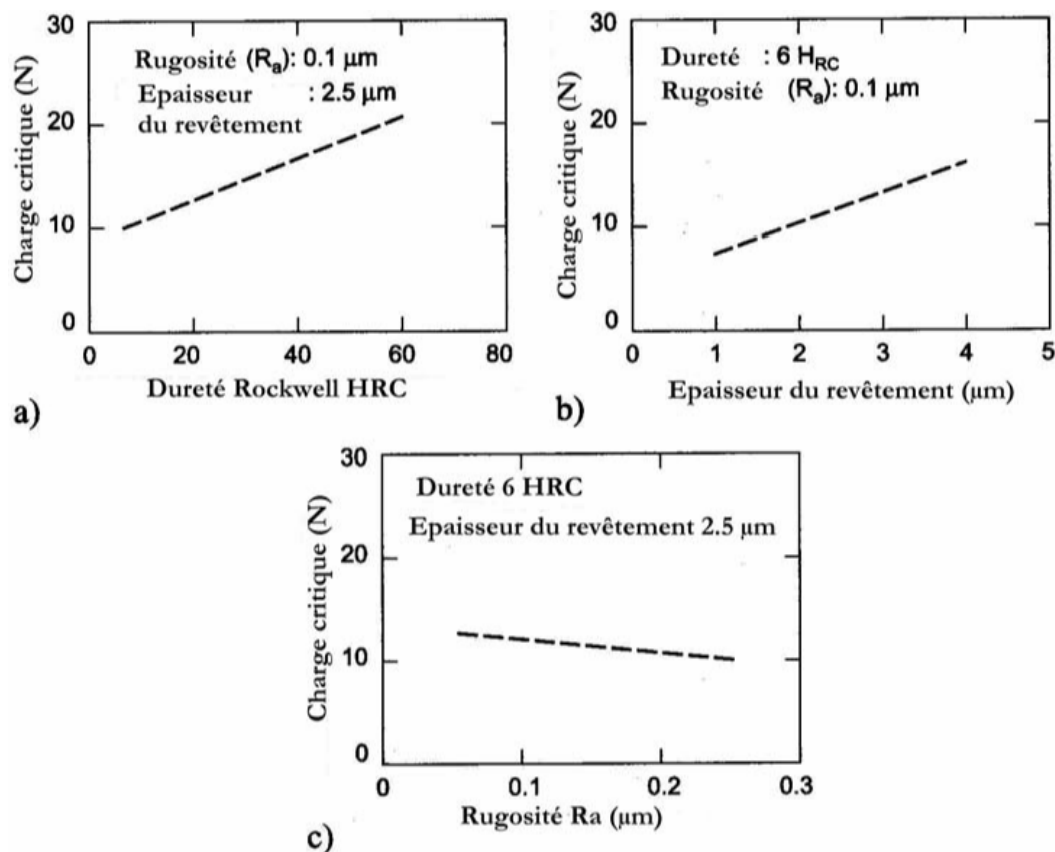 30
20
10
0
Charge critique (N)
Rugosité (Ra): 0.1 µm
Epaisseur : 2.5 µm
du revêtement
0 20 40 60 80
Dureté Rockwell HRC
a)
30
20
10
0
Charge critique (N)
Dureté : 6 HRC
Rugosité (Ra): 0.1 µm
0 1 2 3 4 5
Epaisseur du revêtement (µm)
b)
30
20
10
0
Charge critique (N)
Dureté 6 HRC
Epaisseur du revêtement 2.5 µm
0 0.1 0.2 0.3
Rugosité Ra (µm)
c)